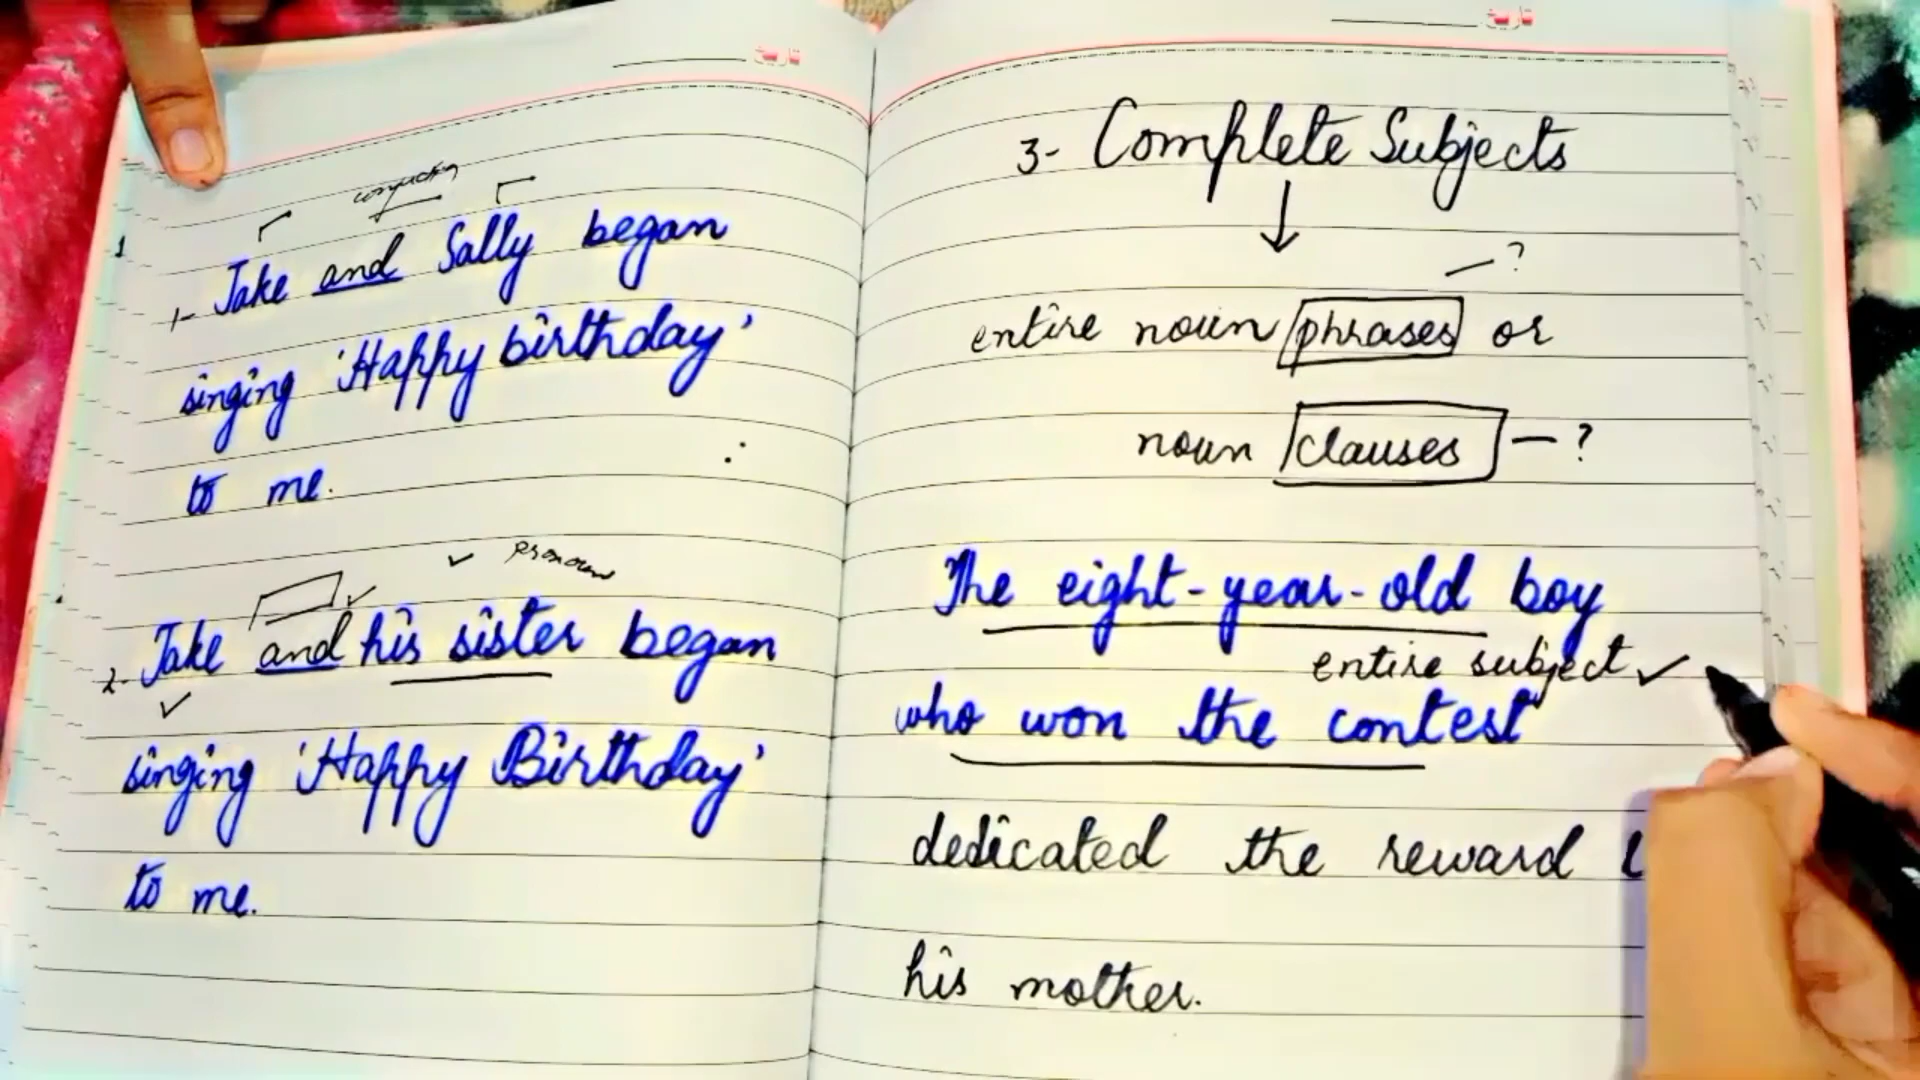 conjuction
1- Jake and Sally began
singing 'Happy birthday'
to me.
pronoun
2. Jake and his sister began
singing 'Happy Birthday'
to me.
3- Complete Subjects
— ?
entire noun phrases or
noun clauses — ?
The eight-year-old boy
entire subject ✓
who won the contest
dedicated the reward
his mother.